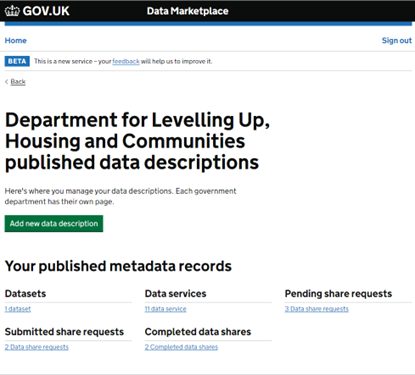 GOV.UK Data Marketplace
Home Sign out
BETA This is a new service – your feedback will help us to improve it.
Back
Department for Levelling Up,
Housing and Communities
published data descriptions
Here's where you manage your data descriptions. Each government
department has their own page.
Add new data description
Your published metadata records
Datasets Data services Pending share requests
1 dataset 11 data service 3 Data share requests
Submitted share requests Completed data shares
2 Data share requests 2 Completed data shares